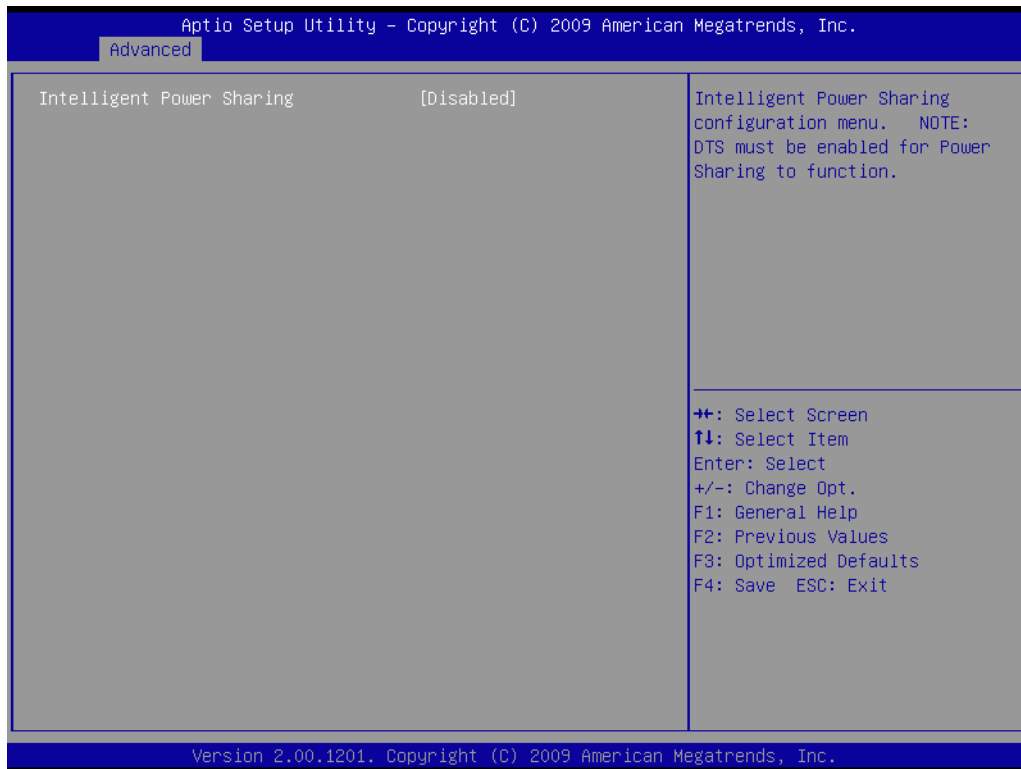 Aptio Setup Utility – Copyright (C) 2009 American Megatrends, Inc.
Advanced
Intelligent Power Sharing [Disabled]
Intelligent Power Sharing
configuration menu. NOTE:
DTS must be enabled for Power
Sharing to function.
→←: Select Screen
↑↓: Select Item
Enter: Select
+/-: Change Opt.
F1: General Help
F2: Previous Values
F3: Optimized Defaults
F4: Save ESC: Exit
Version 2.00.1201. Copyright (C) 2009 American Megatrends, Inc.